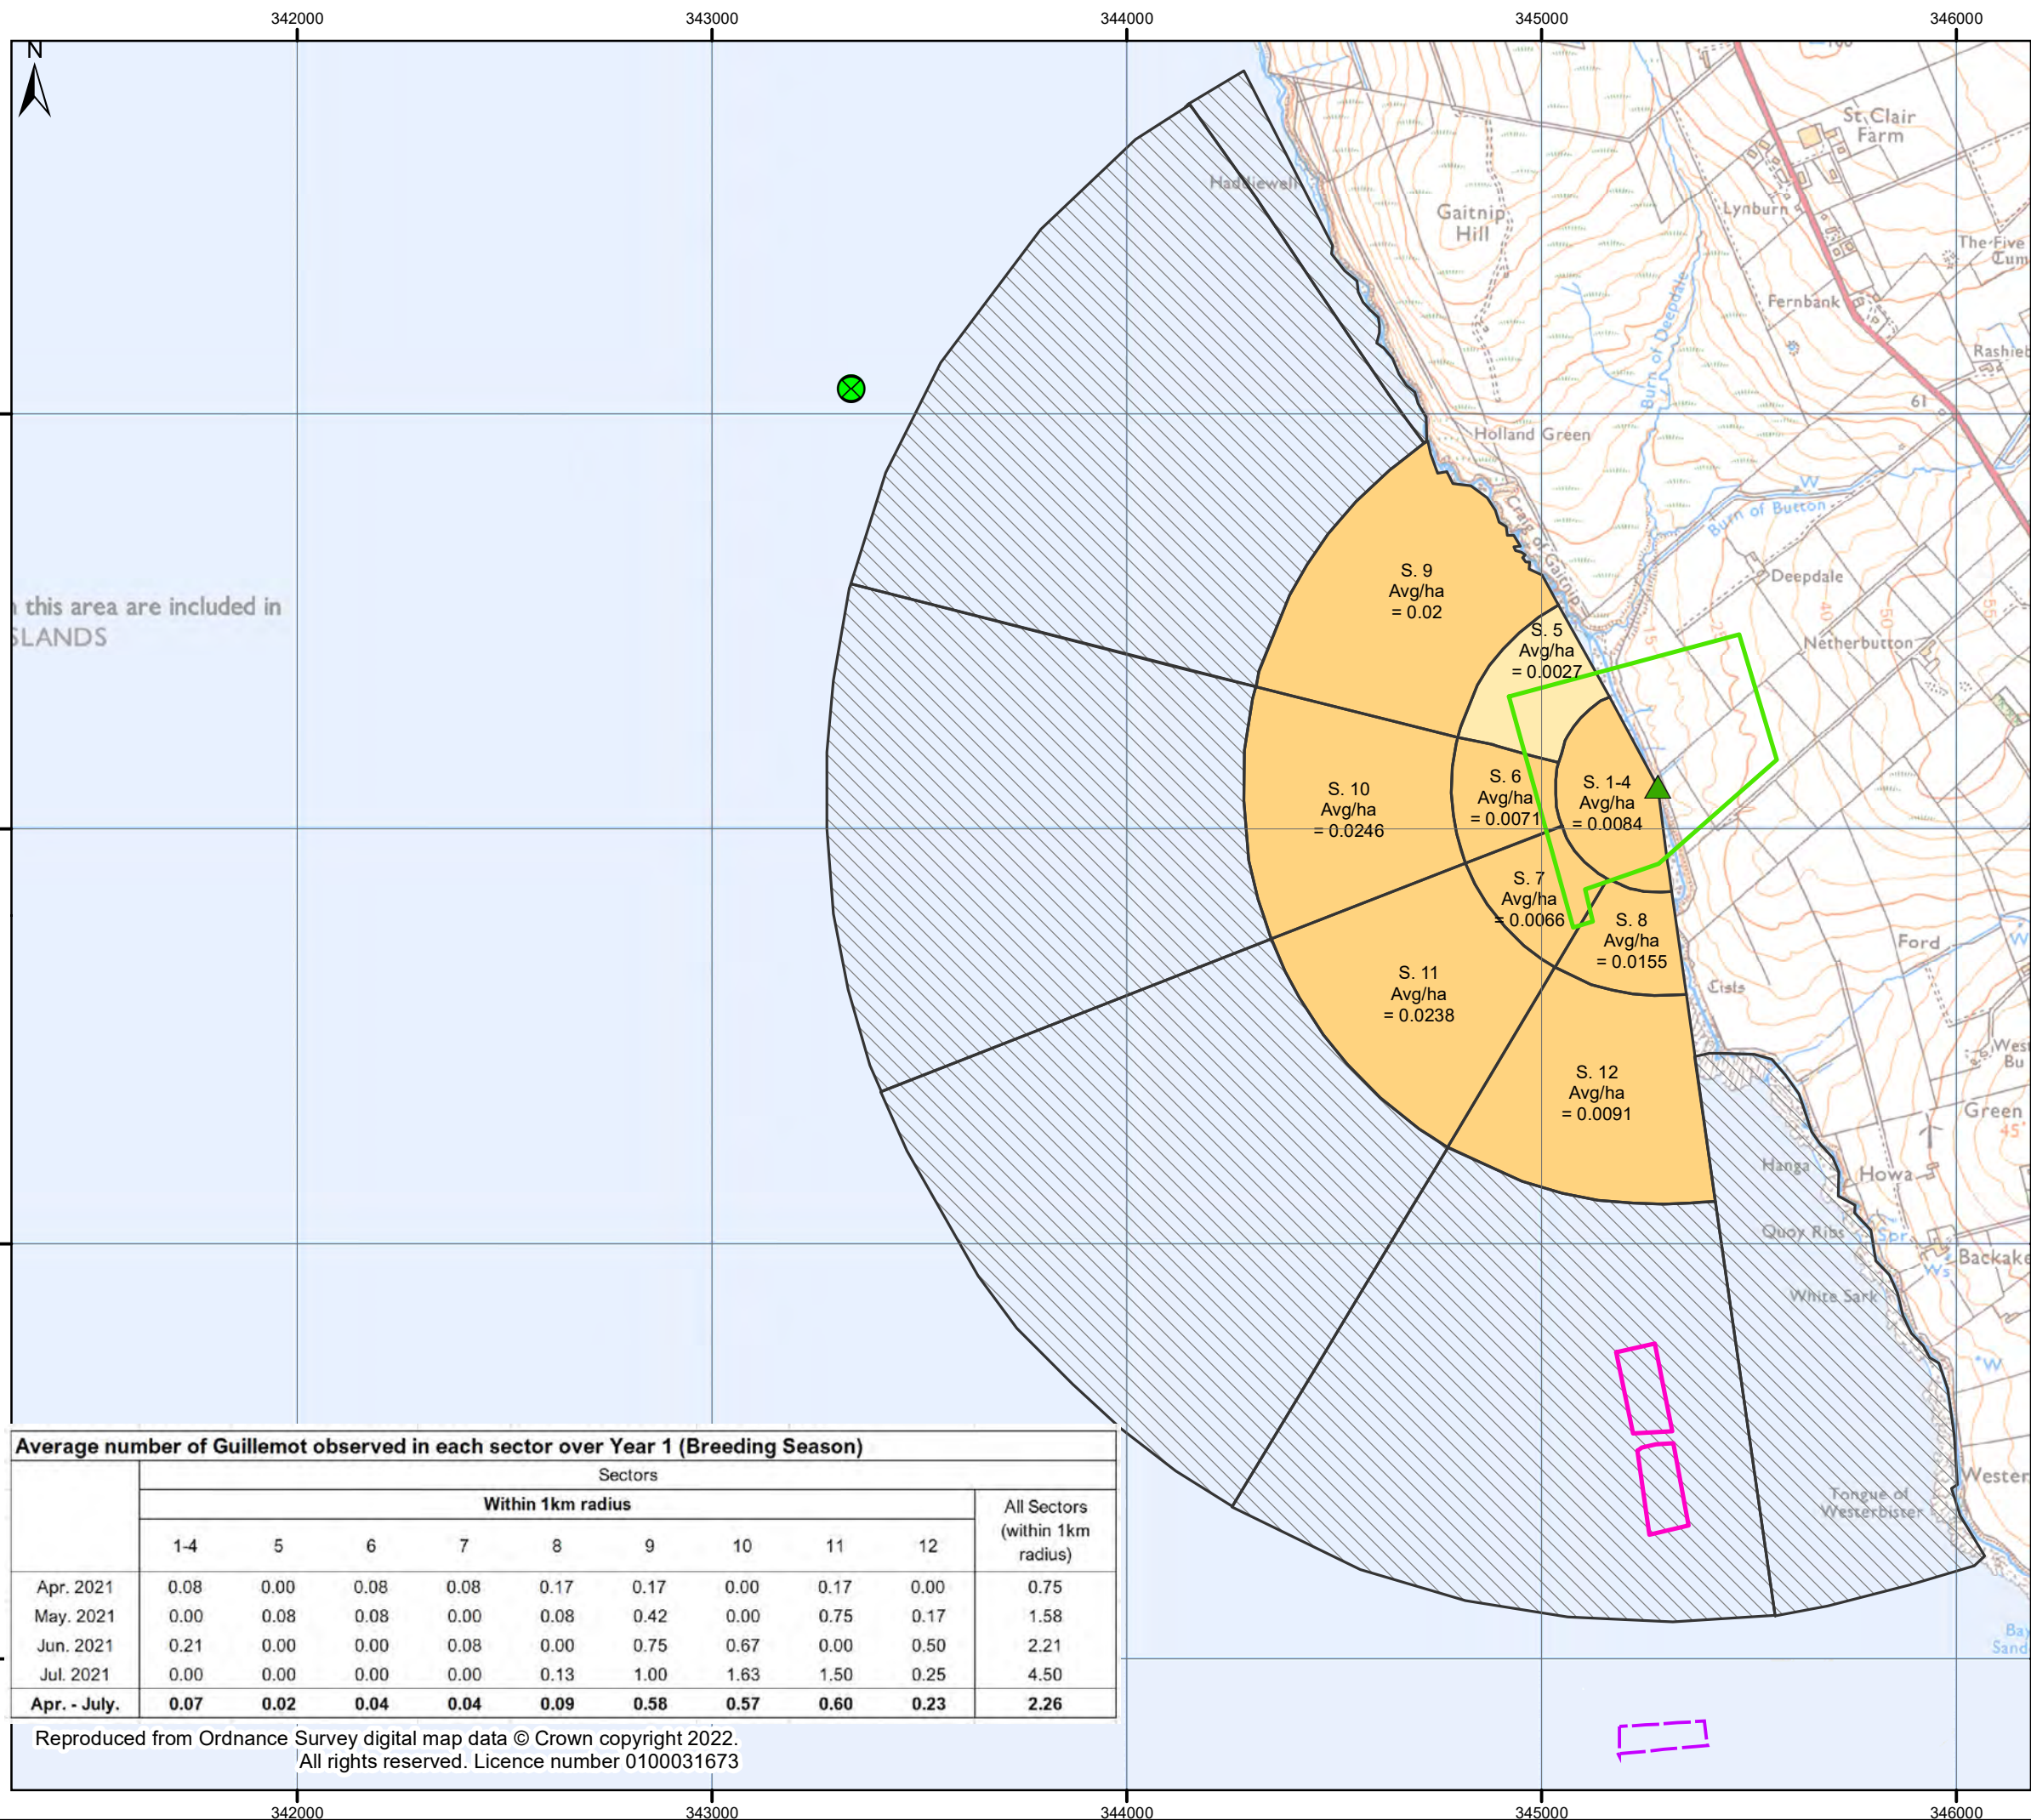 342000
343000
344000
345000
346000
N
St Clair
Farm
Haddiewell
Gaitnip
Hill
Lynburn
The Five
Tum
Burn of Deepdale
Fernbank
Rashieb
61
Holland Green
W
Burn of Button
Craig of Gaitnip
S. 9
Avg/ha
= 0.02
Deepdale
this area are included in
SLANDS
15
25
40
50
55
S. 5
Avg/ha
= 0.0027
Netherbutton
S. 6
Avg/ha
= 0.0071
S. 1-4
Avg/ha
= 0.0084
S. 10
Avg/ha
= 0.0246
S. 7
Avg/ha
= 0.0066
S. 8
Avg/ha
= 0.0155
Ford
W
S. 11
Avg/ha
= 0.0238
Cists
West
Bu
S. 12
Avg/ha
= 0.0091
Green
45
Hanga
Howa
Quoy Ribs
Spr
Ws
Backake
White Sark
W
Wester
Tongue of
Westerbister
Bay
Sand
Average number of Guillemot observed in each sector over Year 1 (Breeding Season)
Sectors
Within 1km radius
All Sectors
(within 1km
radius)
1-4 5 6 7 8 9 10 11 12
Apr. 2021 0.08 0.00 0.08 0.08 0.17 0.17 0.00 0.17 0.00 0.75
May. 2021 0.00 0.08 0.08 0.00 0.08 0.42 0.00 0.75 0.17 1.58
Jun. 2021 0.21 0.00 0.00 0.08 0.00 0.75 0.67 0.00 0.50 2.21
Jul. 2021 0.00 0.00 0.00 0.00 0.13 1.00 1.63 1.50 0.25 4.50
Apr. - July. 0.07 0.02 0.04 0.04 0.09 0.58 0.57 0.60 0.23 2.26
Reproduced from Ordnance Survey digital map data © Crown copyright 2022.
All rights reserved. Licence number 0100031673
342000
343000
344000
345000
346000